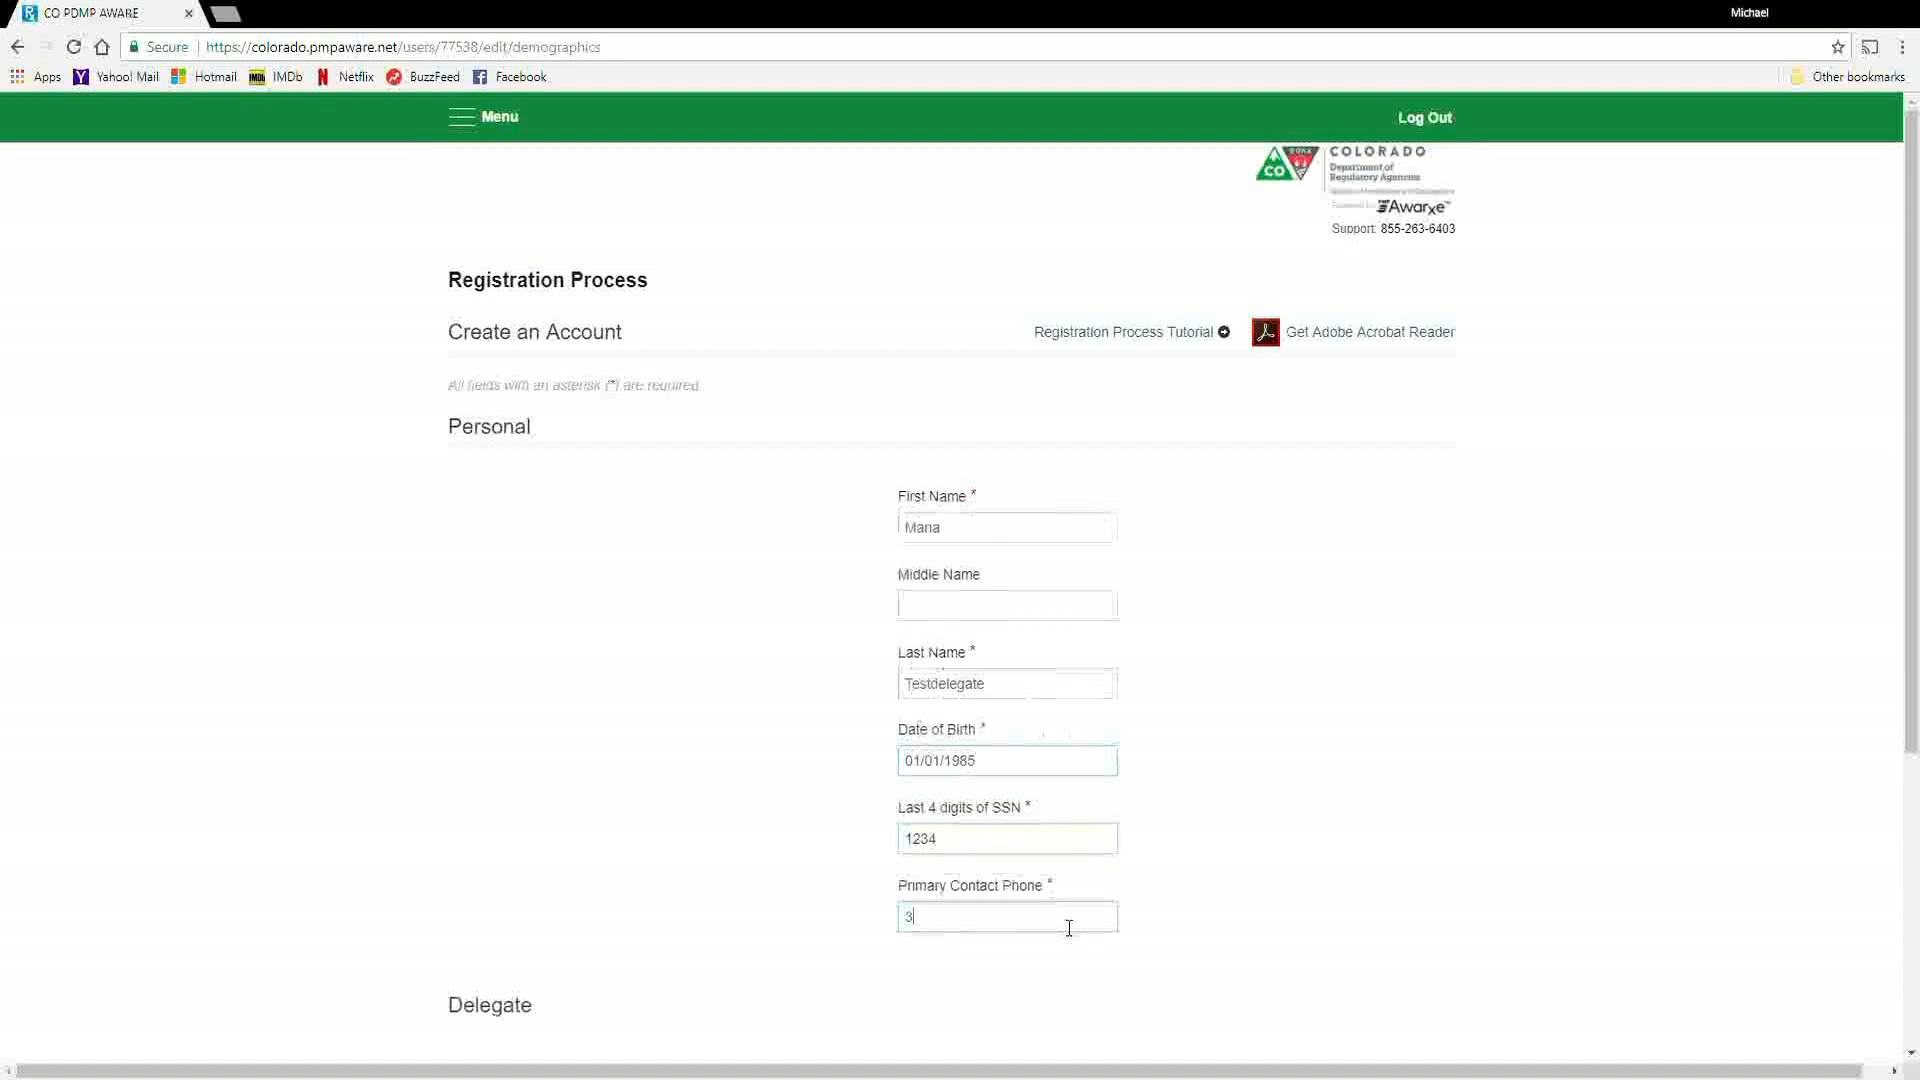 CO PDMP AWARE
Michael
Secure https://colorado.pmpaware.net/users/77538/edit/demographics
Apps Yahoo! Mail Hotmail IMDb Netflix BuzzFeed Facebook Other bookmarks
Menu Log Out
COLORADO
Department of
Regulatory Agencies
Awarxe™
Support: 855-263-6403
Registration Process
Create an Account Registration Process Tutorial Get Adobe Acrobat Reader
All fields with an asterisk (*) are required.
Personal
First Name *
Maria
Middle Name
Last Name *
Testdelegate
Date of Birth *
01/01/1985
Last 4 digits of SSN *
1234
Primary Contact Phone *
3
Delegate